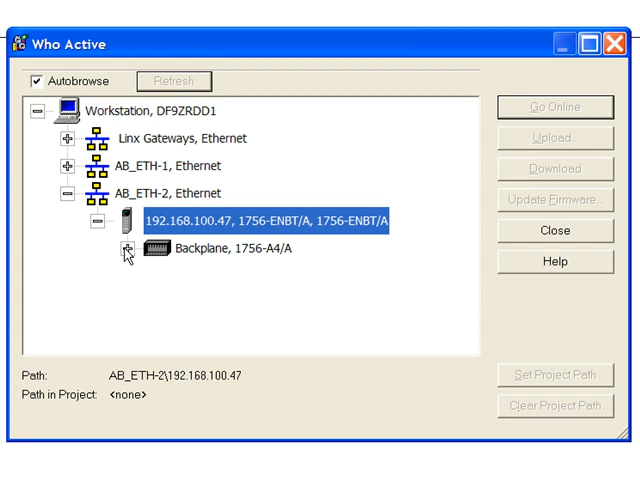 Who Active
Autobrowse
Refresh
Workstation, DF9ZRDD1
Linx Gateways, Ethernet
AB_ETH-1, Ethernet
AB_ETH-2, Ethernet
192.168.100.47, 1756-ENBT/A, 1756-ENBT/A
Backplane, 1756-A4/A
Go Online
Upload...
Download
Update Firmware...
Close
Help
Path: AB_ETH-2\192.168.100.47
Path in Project: <none>
Set Project Path
Clear Project Path